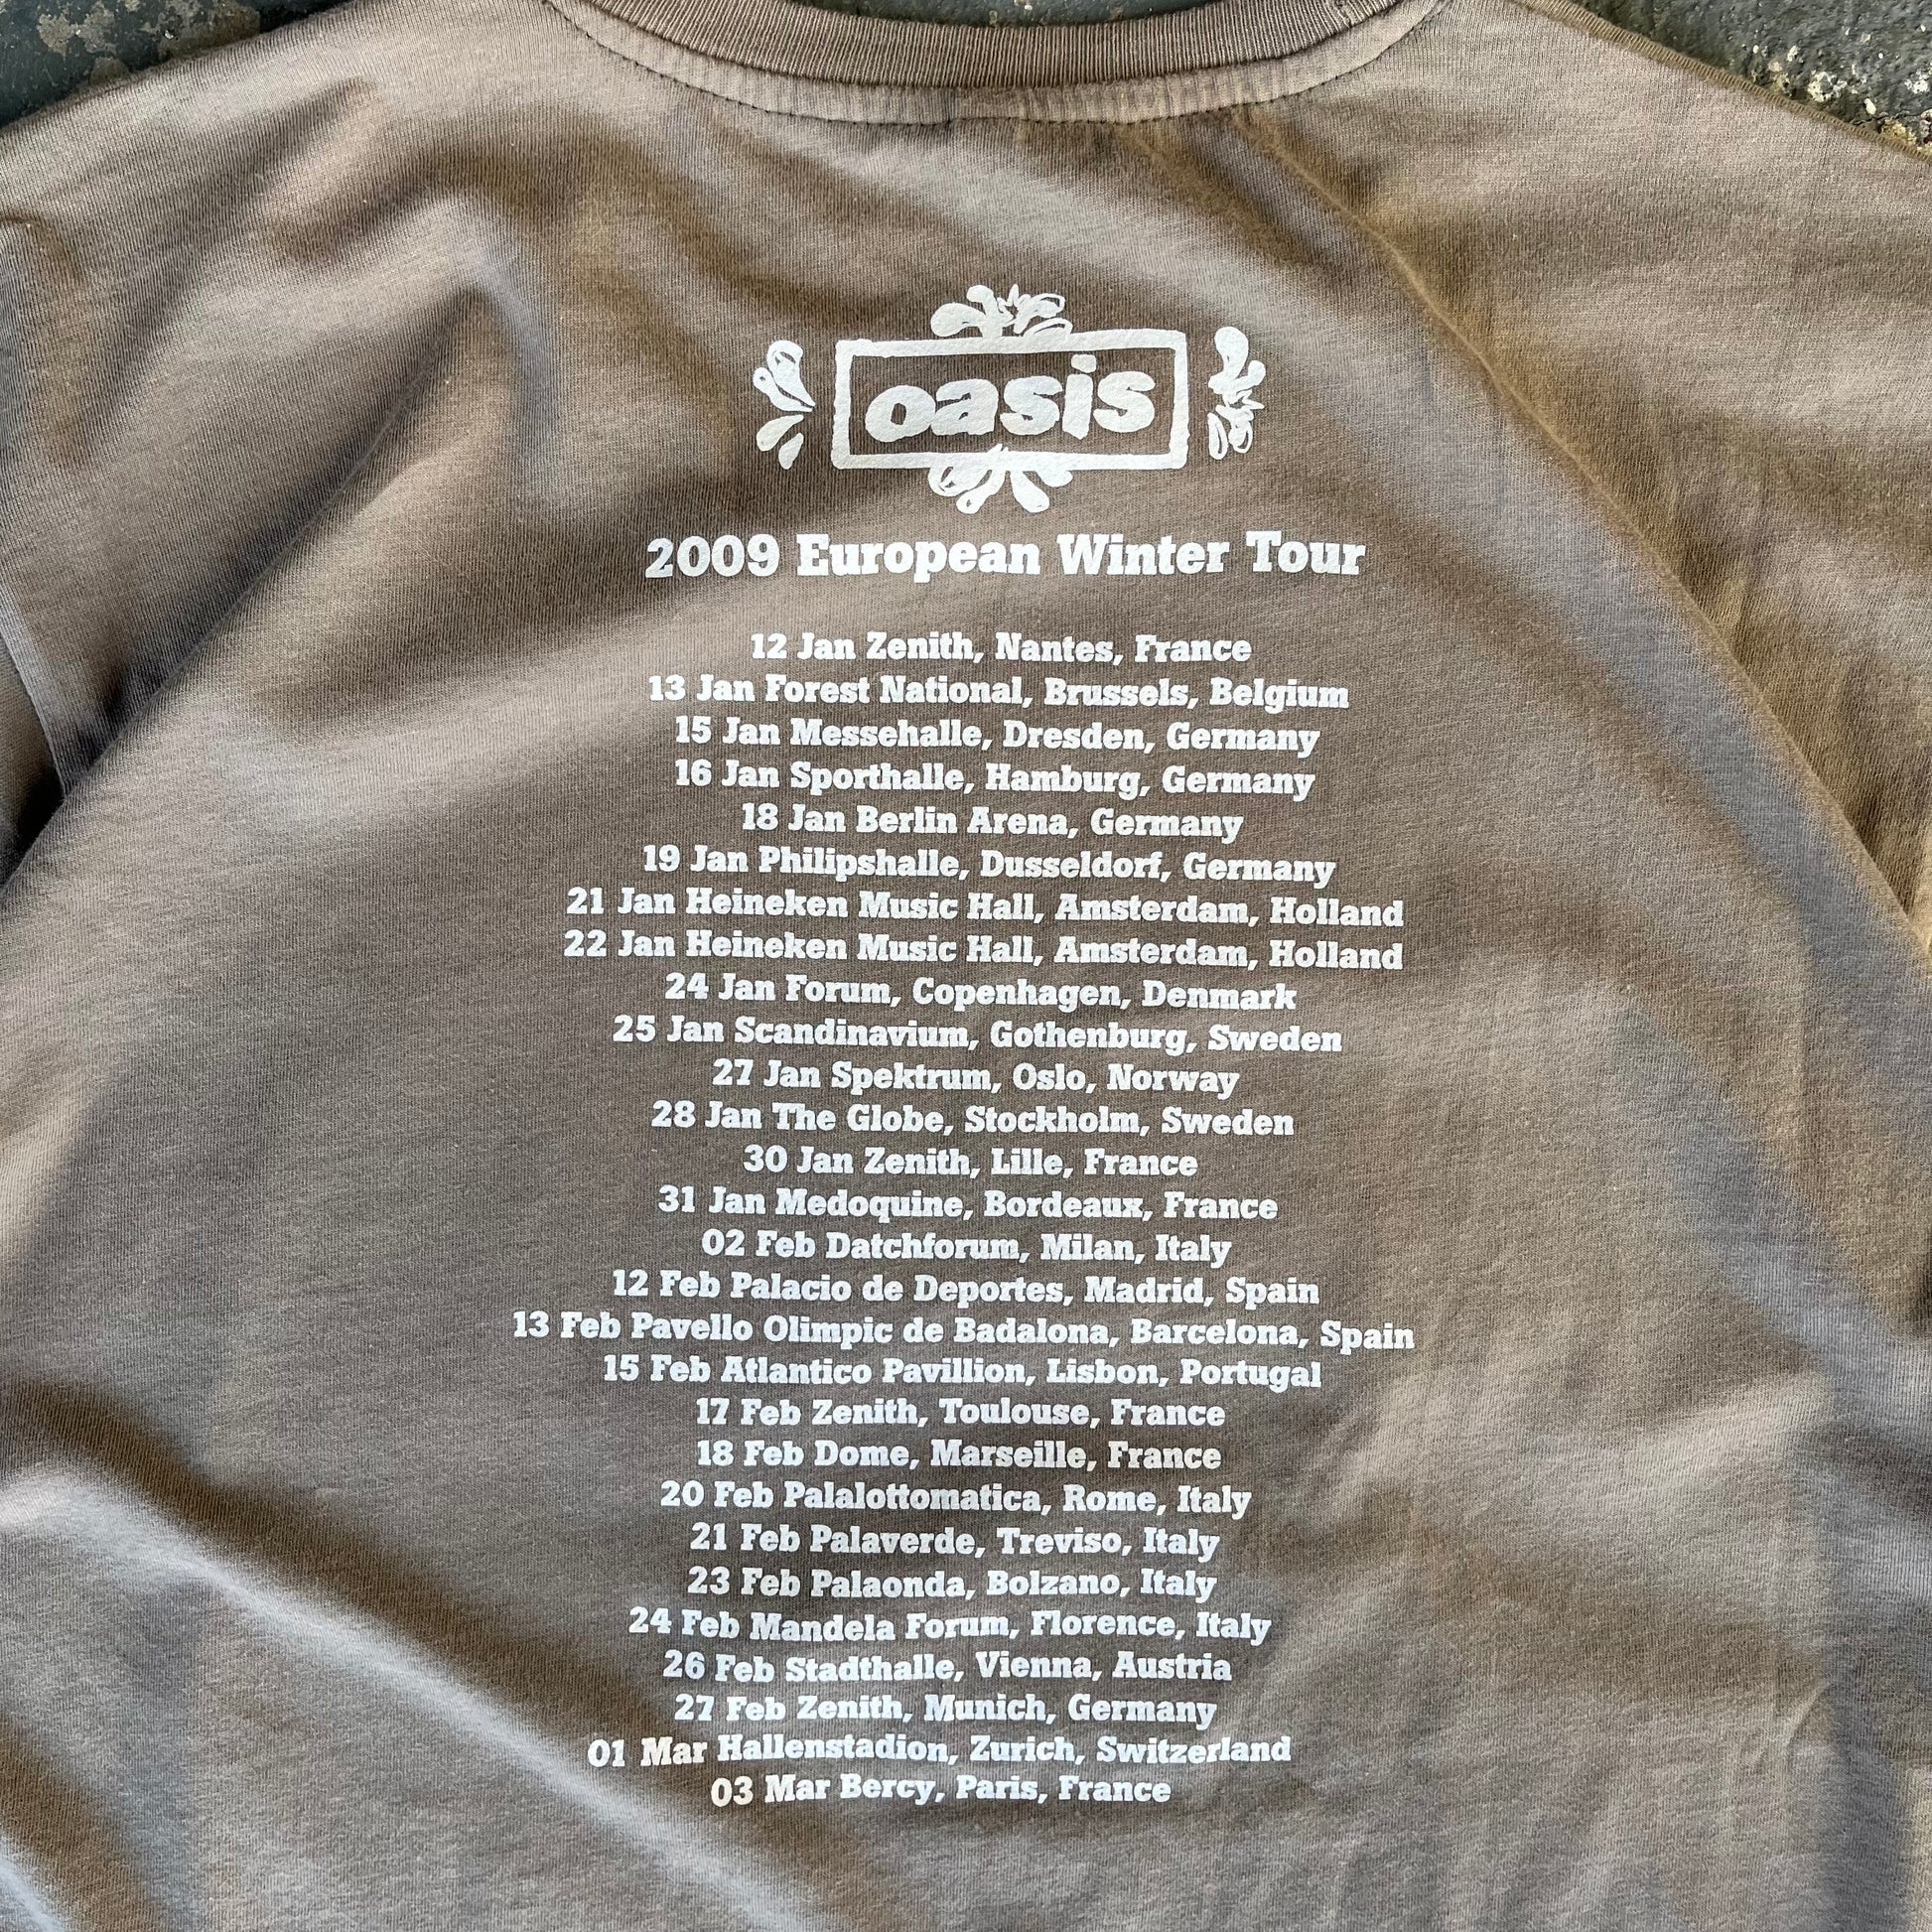 oasis
2009 European Winter Tour
12 Jan Zenith, Nantes, France
13 Jan Forest National, Brussels, Belgium
15 Jan Messehalle, Dresden, Germany
16 Jan Sporthalle, Hamburg, Germany
18 Jan Berlin Arena, Germany
19 Jan Philipshalle, Dusseldorf, Germany
21 Jan Heineken Music Hall, Amsterdam, Holland
22 Jan Heineken Music Hall, Amsterdam, Holland
24 Jan Forum, Copenhagen, Denmark
25 Jan Scandinavium, Gothenburg, Sweden
27 Jan Spektrum, Oslo, Norway
28 Jan The Globe, Stockholm, Sweden
30 Jan Zenith, Lille, France
31 Jan Medoquine, Bordeaux, France
02 Feb Datchforum, Milan, Italy
12 Feb Palacio de Deportes, Madrid, Spain
13 Feb Pavello Olimpic de Badalona, Barcelona, Spain
15 Feb Atlantico Pavillion, Lisbon, Portugal
17 Feb Zenith, Toulouse, France
18 Feb Dome, Marseille, France
20 Feb Palalottomatica, Rome, Italy
21 Feb Palaverde, Treviso, Italy
23 Feb Palaonda, Bolzano, Italy
24 Feb Mandela Forum, Florence, Italy
26 Feb Stadthalle, Vienna, Austria
27 Feb Zenith, Munich, Germany
01 Mar Hallenstadion, Zurich, Switzerland
03 Mar Bercy, Paris, France